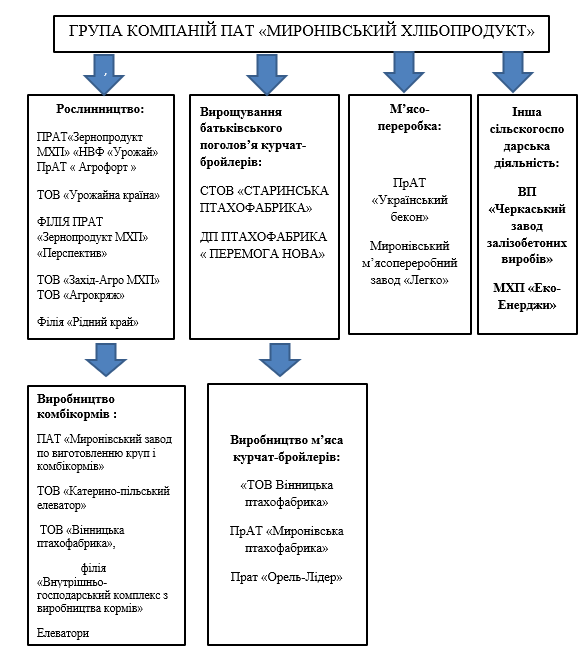 ГРУПА КОМПАНІЙ ПАТ «МИРОНІВСЬКИЙ ХЛІБОПРОДУКТ»
,
Рослинництво:
ПРАТ«Зернопродукт
МХП» «НВФ «Урожай»
ПрАТ « Агрофорт »
ТОВ «Урожайна країна»
ФІЛІЯ ПРАТ
«Зернопродукт МХП»
«Перспектив»
ТОВ «Захід-Агро МХП»
ТОВ «Агрокряж»
Філія «Рідний край»
Вирощування
батьківського
поголов’я курчат-
бройлерів:
СТОВ «СТАРИНСЬКА
ПТАХОФАБРИКА»
ДП ПТАХОФАБРИКА
« ПЕРЕМОГА НОВА»
М’ясо-
переробка:
ПрАТ
«Український
бекон»
Миронівський
м’ясопереробний
завод «Легко»
Інша
сільскогоспо
дарська
діяльність:
ВП
«Черкаський
завод
залізобетоних
виробів»
МХП «Еко-
Енерджи»
Виробництво
комбікормів :
ПАТ «Миронівський завод
по виготовленню круп і
комбікормів»
ТОВ «Катерино-пільський
елеватор»
ТОВ «Вінницька
птахофабрика»,
філія
«Внутрішньо-
господарський комплекс з
виробництва кормів»
Елеватори
Виробництво м’яса
курчат-бройлерів:
«ТОВ Вінницька
птахофабрика»
ПрАТ «Миронівська
птахофабрика»
Прат «Орель-Лідер»